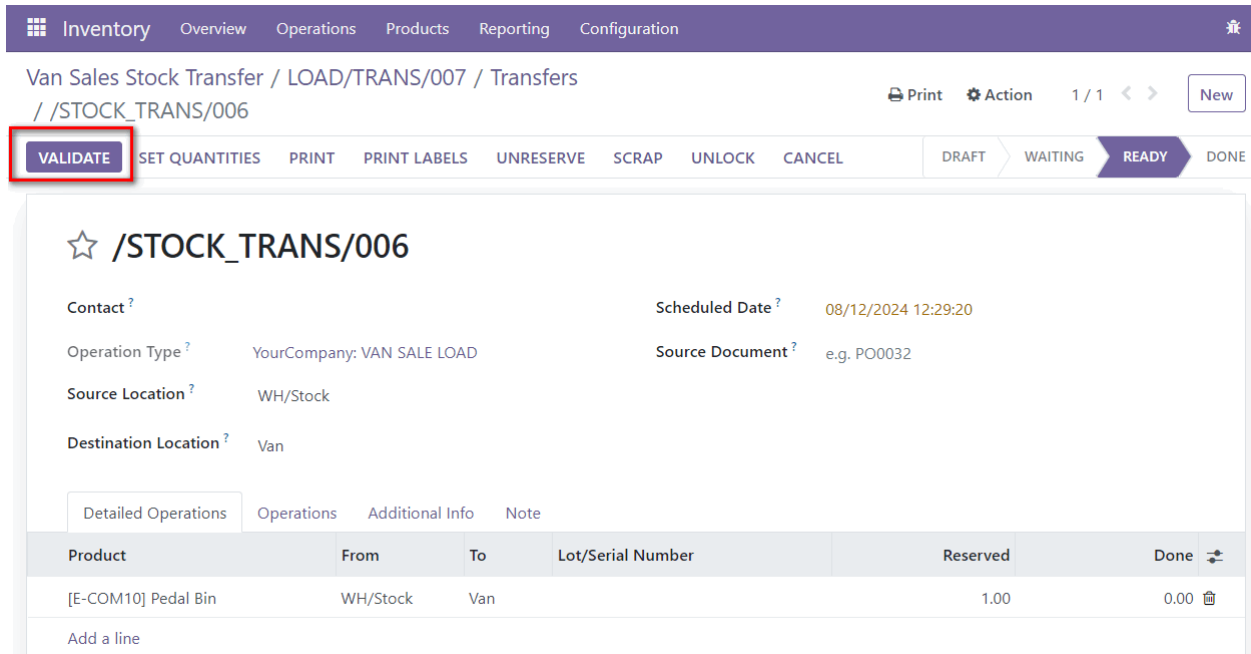 Inventory Overview Operations Products Reporting Configuration
Van Sales Stock Transfer / LOAD/TRANS/007 / Transfers
/ /STOCK_TRANS/006
Print Action 1 / 1 New
VALIDATE SET QUANTITIES PRINT PRINT LABELS UNRESERVE SCRAP UNLOCK CANCEL DRAFT WAITING READY DONE
/STOCK_TRANS/006
Contact ? Scheduled Date ? 08/12/2024 12:29:20
Operation Type ? YourCompany: VAN SALE LOAD Source Document ? e.g. PO0032
Source Location ? WH/Stock
Destination Location ? Van
Detailed Operations Operations Additional Info Note
Product From To Lot/Serial Number Reserved Done
[E-COM10] Pedal Bin WH/Stock Van 1.00 0.00
Add a line